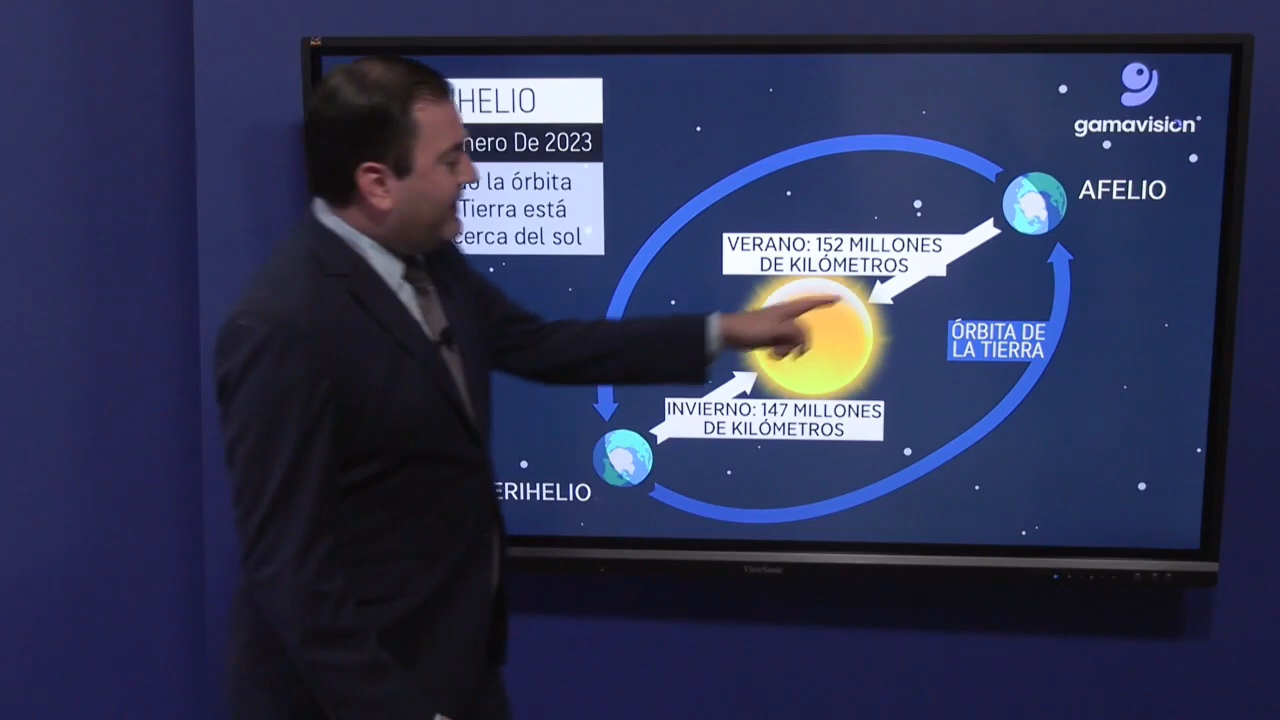 HELIO
nero De 2023
la órbita
Tierra está
cerca del sol
gamavision
AFELIO
VERANO: 152 MILLONES
DE KILÓMETROS
ÓRBITA DE
LA TIERRA
INVIERNO: 147 MILLONES
DE KILÓMETROS
ERIHELIO
ViewSonic